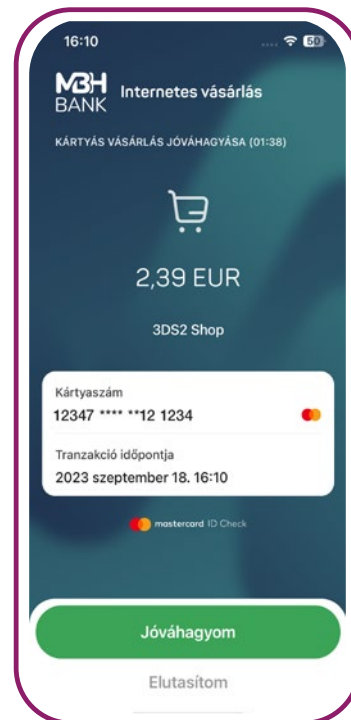 16:10
50
MBH
BANK
Internetes vásárlás
KÁRTYÁS VÁSÁRLÁS JÓVÁHAGYÁSA (01:38)
2,39 EUR
3DS2 Shop
Kártyaszám
12347 **** **12 1234
Tranzakció időpontja
2023 szeptember 18. 16:10
mastercard ID Check
Jóváhagyom
Elutasítom